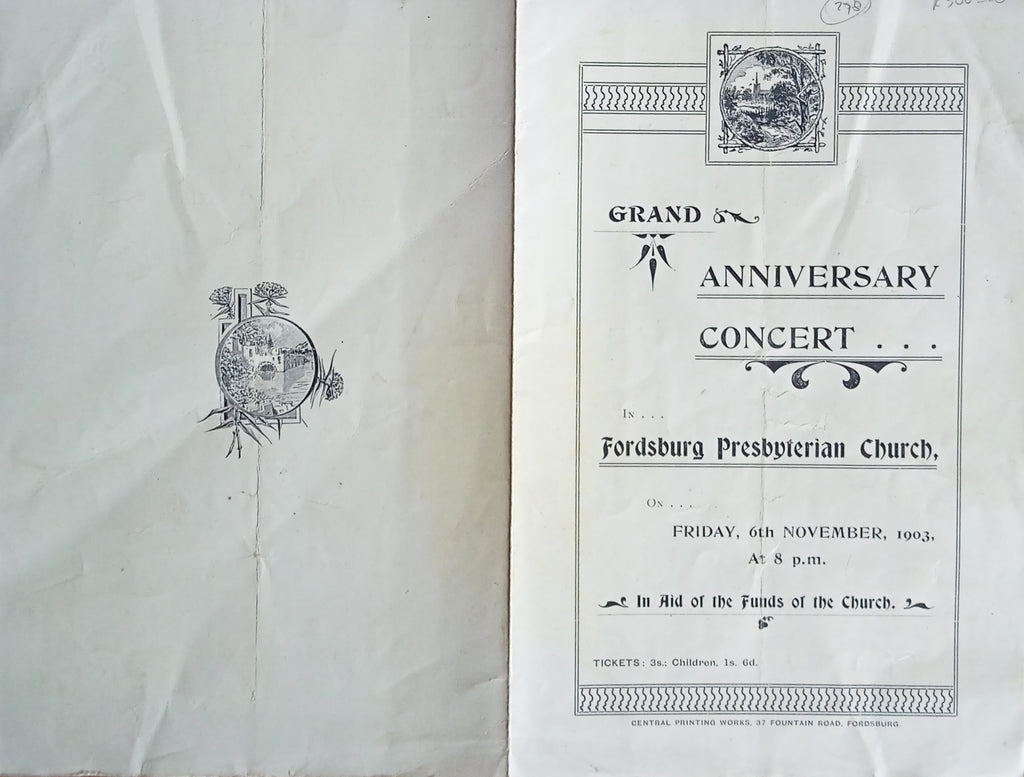 278
GRAND
ANNIVERSARY
CONCERT . . .
IN . . .
Fordsburg Presbyterian Church,
ON . . .
FRIDAY, 6th NOVEMBER, 1903,
At 8 p.m.
In Aid of the Funds of the Church.
TICKETS: 3s.; Children, 1s. 6d.
CENTRAL PRINTING WORKS, 37 FOUNTAIN ROAD, FORDSBURG